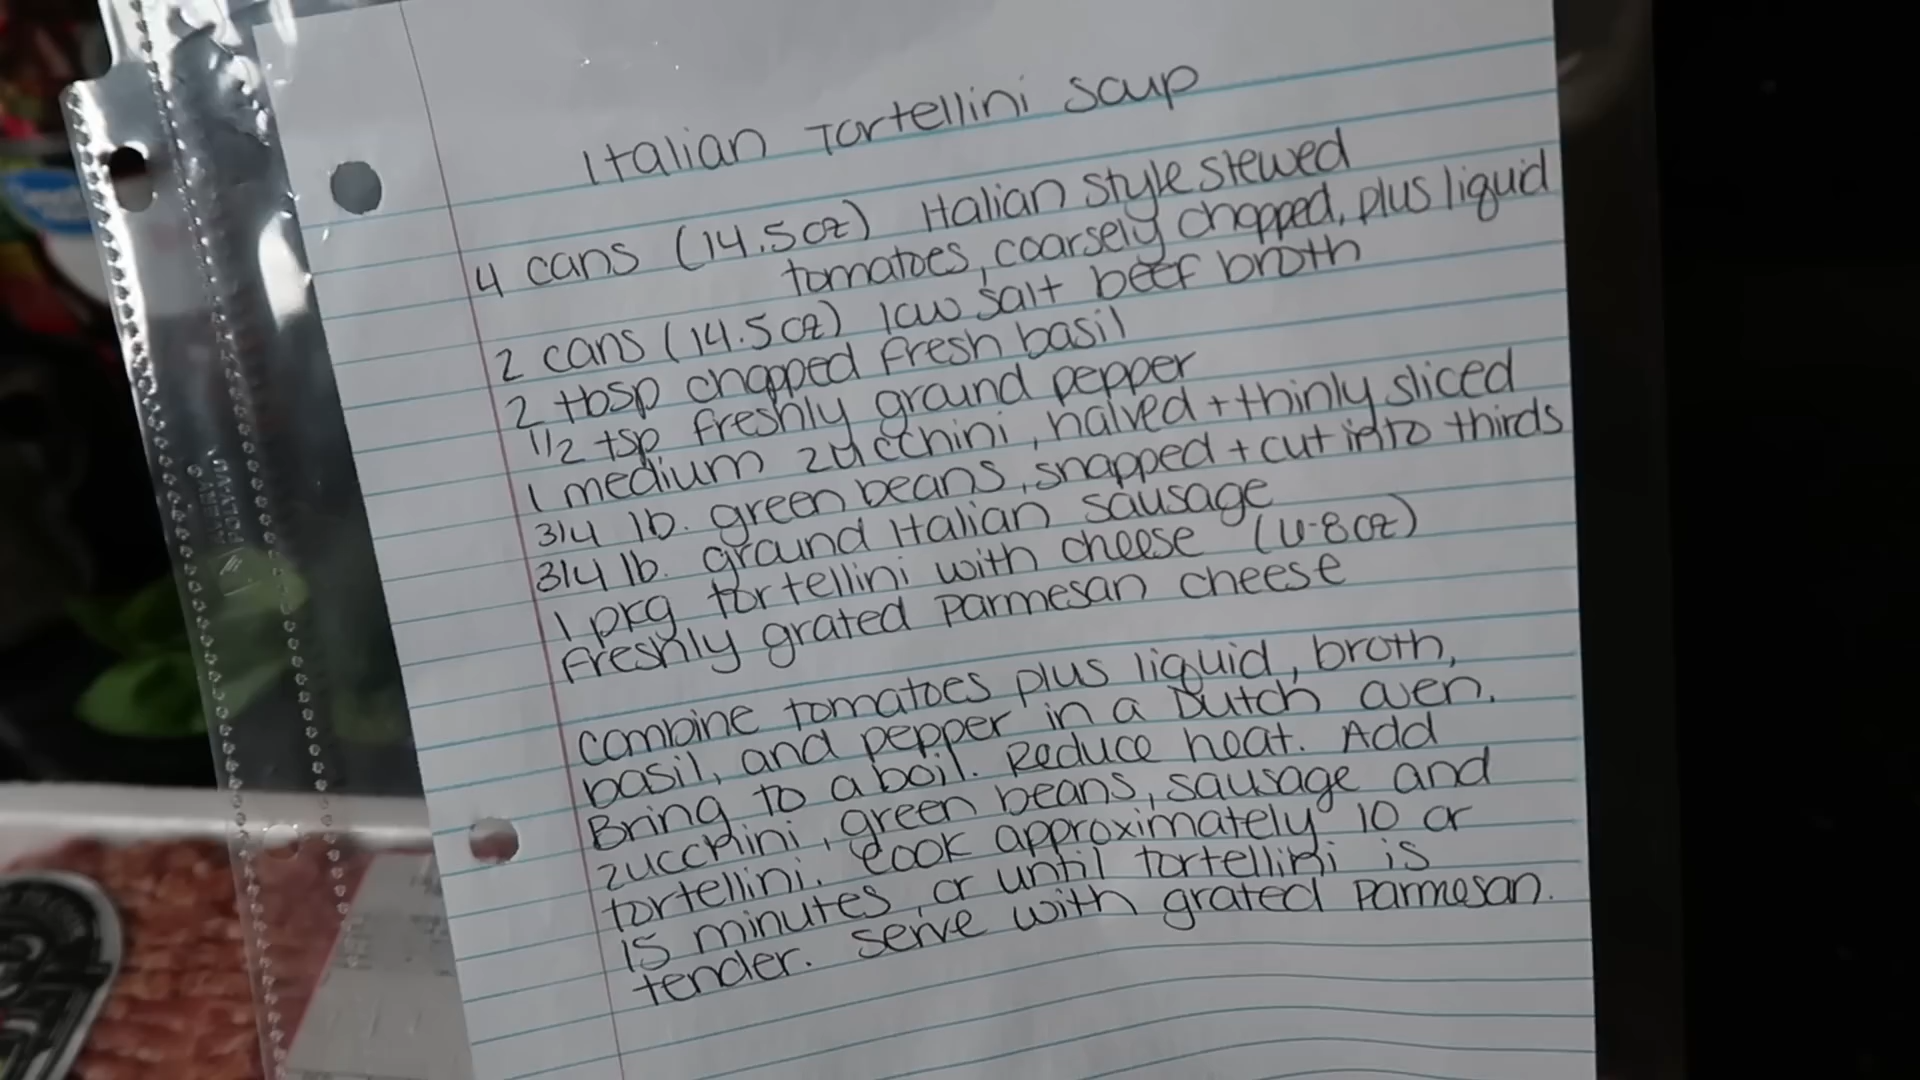 Italian Tortellini Soup
4 cans (14.5 oz) Italian style stewed
tomatoes, coarsely chopped, plus liquid
2 cans (14.5 oz) low salt beef broth
2 tbsp chopped fresh basil
1/2 tsp freshly ground pepper
1 medium zucchini, halved + thinly sliced
3/4 lb. green beans, snapped + cut into thirds
3/4 lb. ground Italian sausage
1 pkg tortellini with cheese (6-8 oz)
freshly grated Parmesan cheese
Combine tomatoes plus liquid, broth,
basil, and pepper in a Dutch oven.
Bring to a boil. Reduce heat. Add
zucchini, green beans, sausage and
tortellini. Cook approximately 10 or
15 minutes, or until tortellini is
tender. Serve with grated Parmesan.